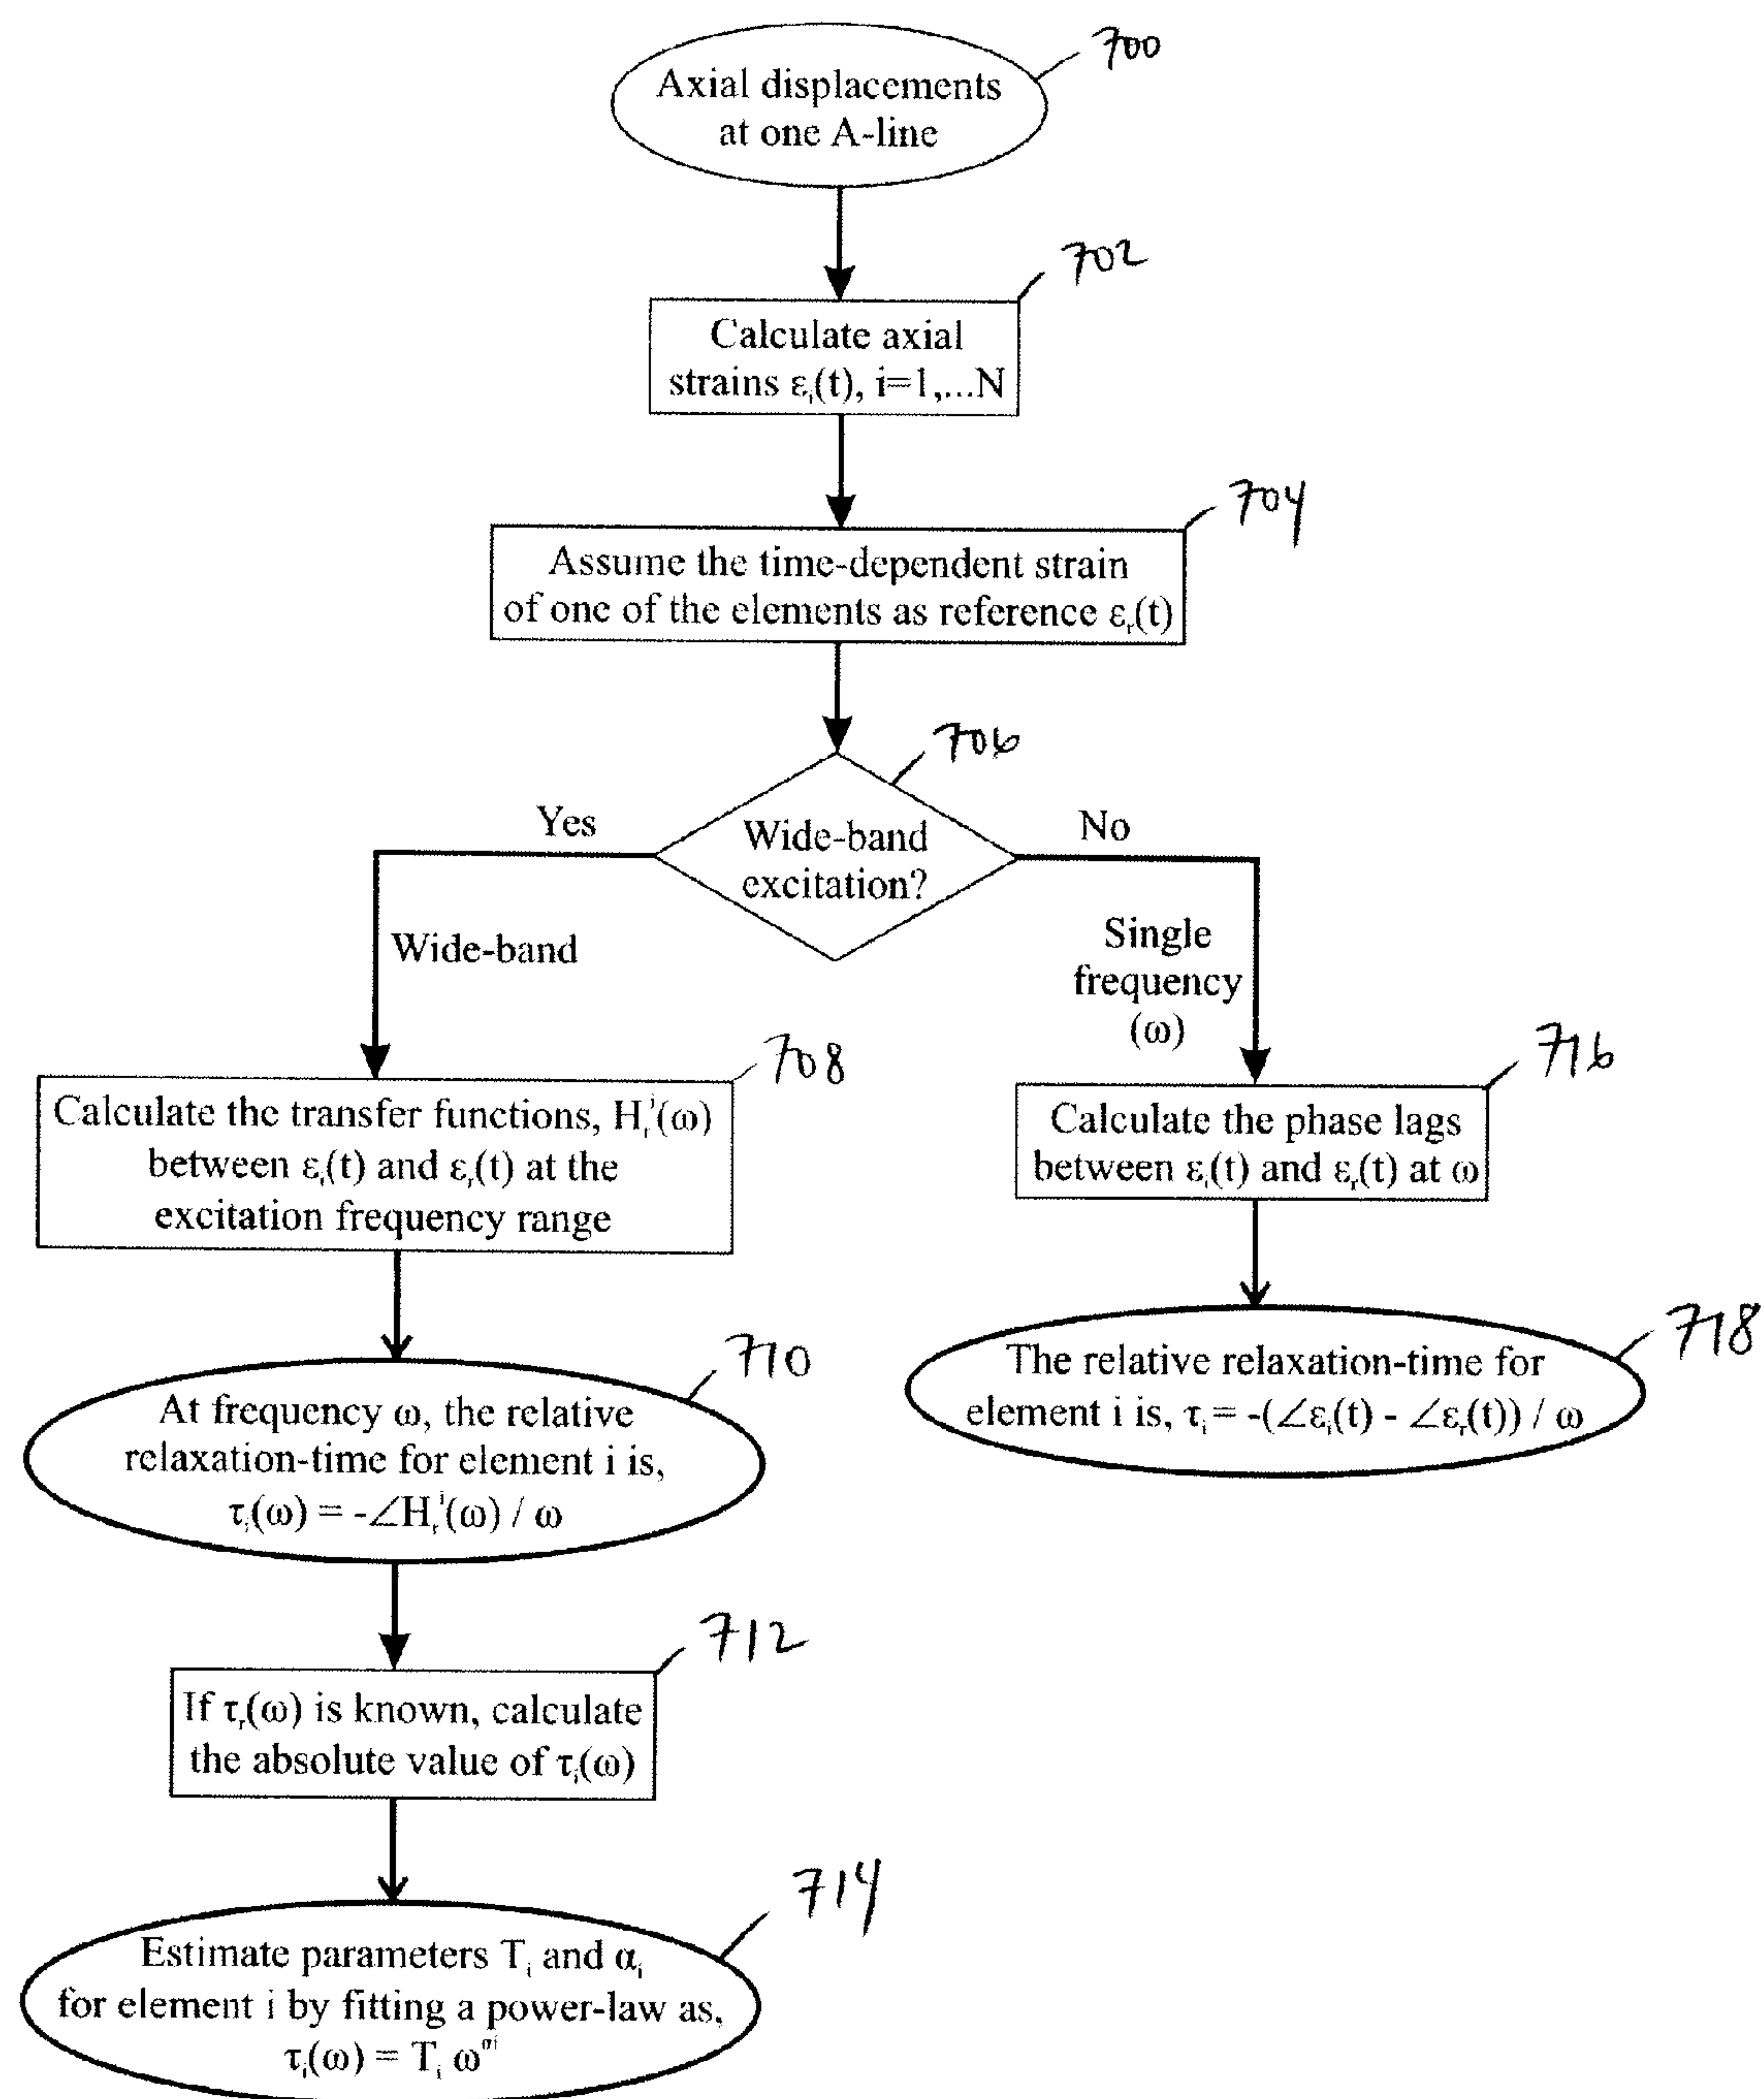 700
Axial displacements
at one A-line
702
Calculate axial
strains εᵢ(t), i=1,...N
704
Assume the time-dependent strain
of one of the elements as reference εᵣ(t)
706
Wide-band
excitation?
Yes
No
Wide-band
Single
frequency
(ω)
708
Calculate the transfer functions, Hᵣⁱ(ω)
between εᵢ(t) and εᵣ(t) at the
excitation frequency range
716
Calculate the phase lags
between εᵢ(t) and εᵣ(t) at ω
710
At frequency ω, the relative
relaxation-time for element i is,
τᵢ(ω) = -∠Hᵣⁱ(ω) / ω
718
The relative relaxation-time for
element i is, τᵢ = -(∠εᵢ(t) - ∠εᵣ(t)) / ω
712
If τᵣ(ω) is known, calculate
the absolute value of τᵢ(ω)
714
Estimate parameters Tᵢ and αᵢ
for element i by fitting a power-law as,
τᵢ(ω) = Tᵢ ω^αi